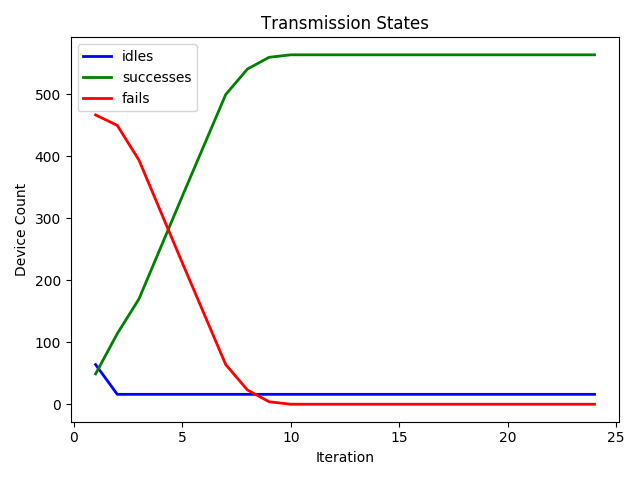 Transmission States
idles
successes
fails
Device Count
500
400
300
200
100
0
0 5 10 15 20 25
Iteration